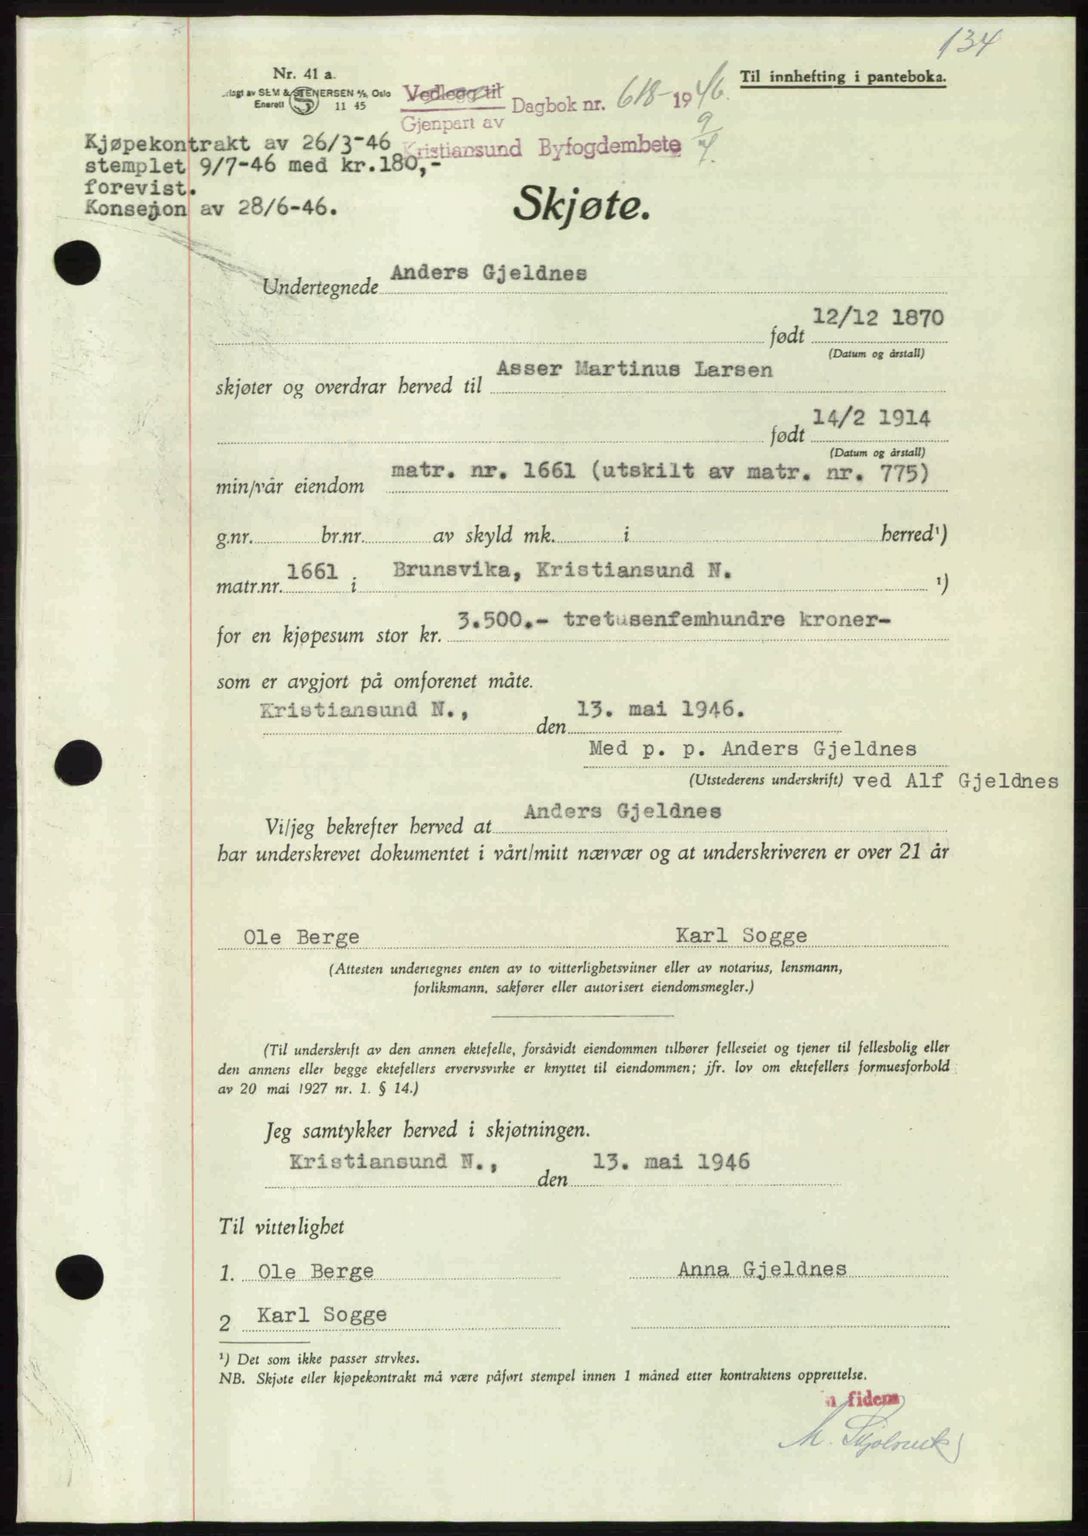 134
Nr. 41 a.
Til innhefting i panteboka.
av SEM & STENERSEN A/S, Oslo
Enerett S 11 45
Vedlegg til
Dagbok nr. 618 - 1946.
Gjenpart av
9/7.
Kristiansund Byfogdembete
Kjøpekontrakt av 26/3-46
stemplet 9/7-46 med kr.180,-
forevist.
Konsejon av 28/6-46.
Skjøte.
Undertegnede Anders Gjeldnes
født 12/12 1870
(Datum og årstall)
skjøter og overdrar herved til Asser Martinus Larsen
født 14/2 1914
(Datum og årstall)
min/vår eiendom matr. nr. 1661 (utskilt av matr. nr. 775)
g.nr. br.nr. av skyld mk. i herred¹)
matr.nr. 1661 i Brunsvika, Kristiansund N. ¹)
for en kjøpesum stor kr. 3.500.- tretusenfemhundre kroner-
som er avgjort på omforenet måte.
Kristiansund N., den 13. mai 1946.
Med p. p. Anders Gjeldnes
(Utstederens underskrift) ved Alf Gjeldnes
Vi/jeg bekrefter herved at Anders Gjeldnes
har underskrevet dokumentet i vårt/mitt nærvær og at underskriveren er over 21 år
Ole Berge Karl Sogge
(Attesten undertegnes enten av to vitterlighetsvitner eller av notarius, lensmann,
forliksmann, sakfører eller autorisert eiendomsmegler.)
(Til underskrift av den annen ektefelle, forsåvidt eiendommen tilhører felleseiet og tjener til fellesbolig eller
den annens eller begge ektefellers ervervsvirke er knyttet til eiendommen; jfr. lov om ektefellers formuesforhold
av 20 mai 1927 nr. 1. § 14.)
Jeg samtykker herved i skjøtningen.
Kristiansund N., den 13. mai 1946
Til vitterlighet
1. Ole Berge Anna Gjeldnes
2 Karl Sogge
¹) Det som ikke passer strykes.
NB. Skjøte eller kjøpekontrakt må være påført stempel innen 1 måned etter kontraktens opprettelse.
fidem
M.